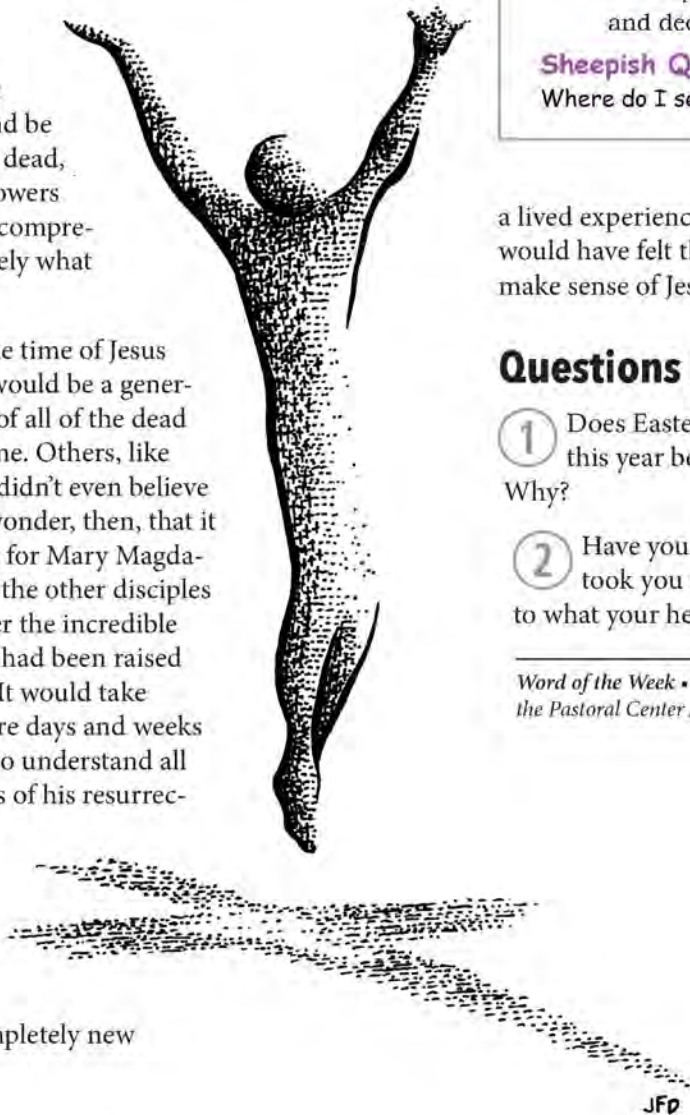 nd be
dead,
owers
compre-
ely what
e time of Jesus
would be a gener-
of all of the dead
ne. Others, like
didn't even believe
wonder, then, that it
for Mary Magda-
the other disciples
er the incredible
had been raised
It would take
re days and weeks
o understand all
s of his resurrec-
npletely new
and dec
Sheepish Q
Where do I se
a lived experienc
would have felt th
make sense of Jes
Questions
1 Does Easte
this year be
Why?
2 Have you
took you
to what your he
Word of the Week •
the Pastoral Center
JFD